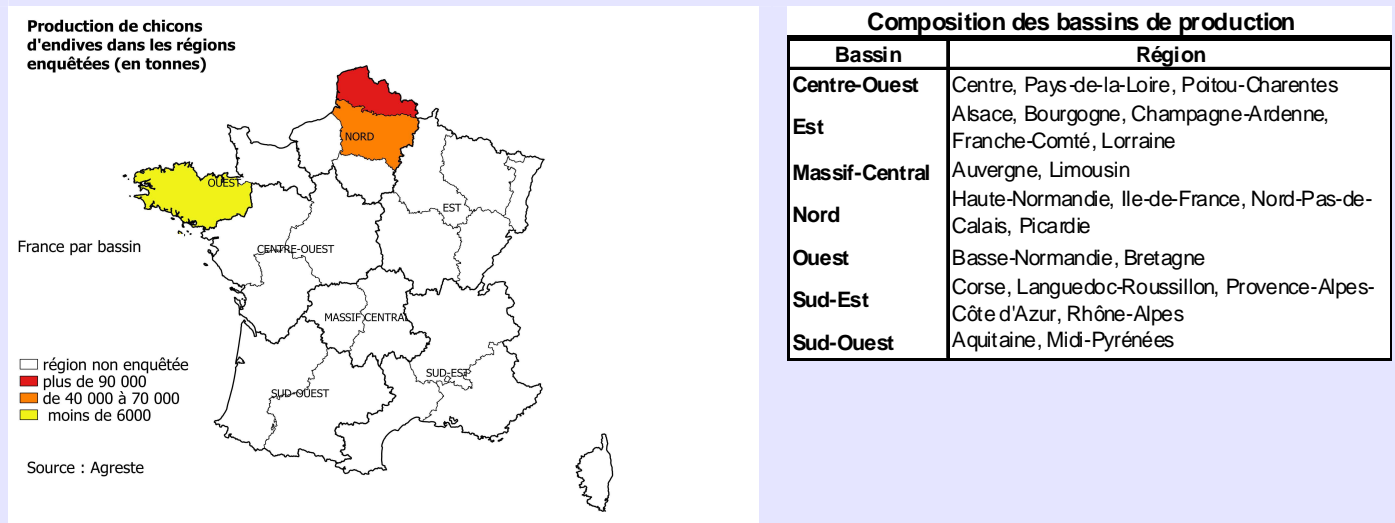 Production de chicons
d'endives dans les régions
enquêtées (en tonnes)
NORD
OUEST
EST
CENTRE-OUEST
France par bassin
MASSIF CENTRAL
SUD-EST
SUD-OUEST
région non enquêtée
plus de 90 000
de 40 000 à 70 000
moins de 6000
Source : Agreste
Composition des bassins de production
Bassin Région
Centre-Ouest Centre, Pays-de-la-Loire, Poitou-Charentes
Est Alsace, Bourgogne, Champagne-Ardenne,
Franche-Comté, Lorraine
Massif-Central Auvergne, Limousin
Nord Haute-Normandie, Ile-de-France, Nord-Pas-de-
Calais, Picardie
Ouest Basse-Normandie, Bretagne
Sud-Est Corse, Languedoc-Roussillon, Provence-Alpes-
Côte d'Azur, Rhône-Alpes
Sud-Ouest Aquitaine, Midi-Pyrénées